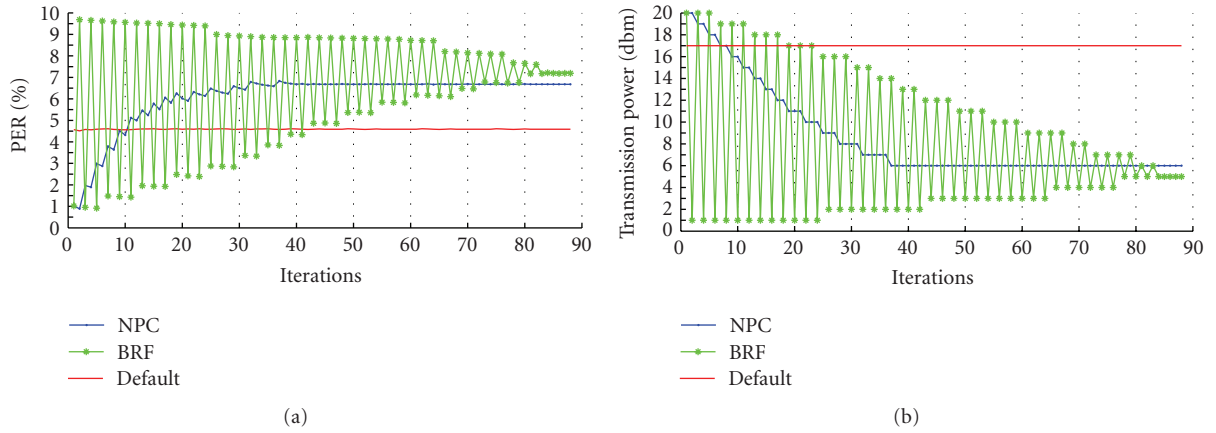 PER (%)
10
9
8
7
6
5
4
3
2
1
0
0 10 20 30 40 50 60 70 80 90
Iterations
NPC
BRF
Default
(a)
Transmission power (dbm)
20
18
16
14
12
10
8
6
4
2
0
0 10 20 30 40 50 60 70 80 90
Iterations
NPC
BRF
Default
(b)